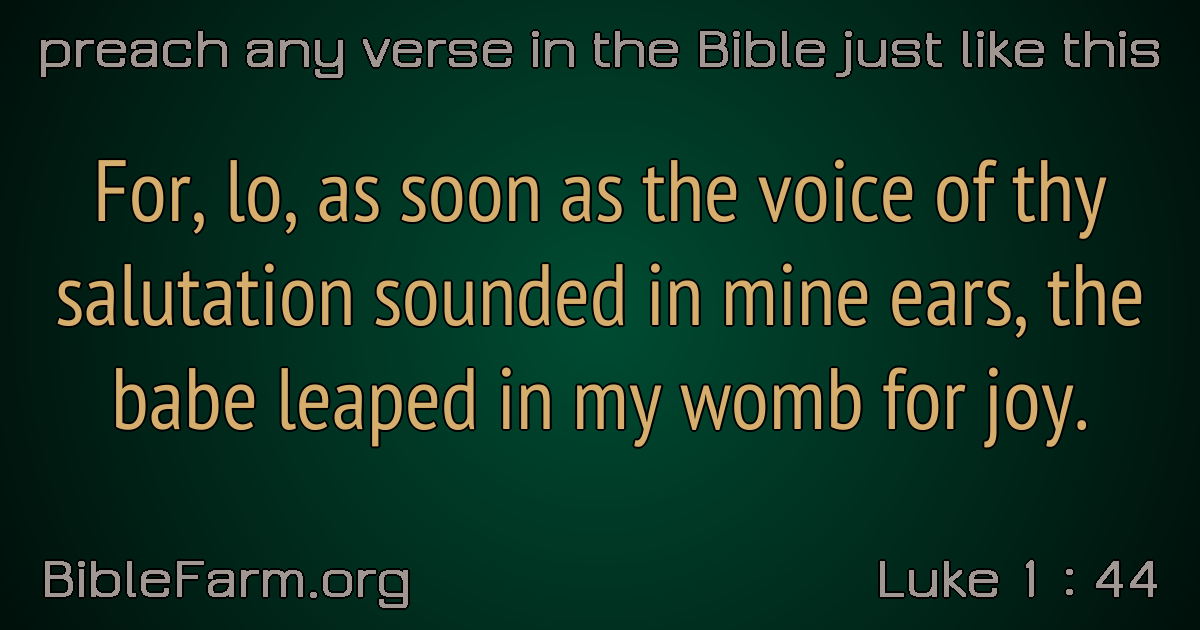 preach any verse in the Bible just like this
For, lo, as soon as the voice of thy
salutation sounded in mine ears, the
babe leaped in my womb for joy.
BibleFarm.org
Luke 1 : 44